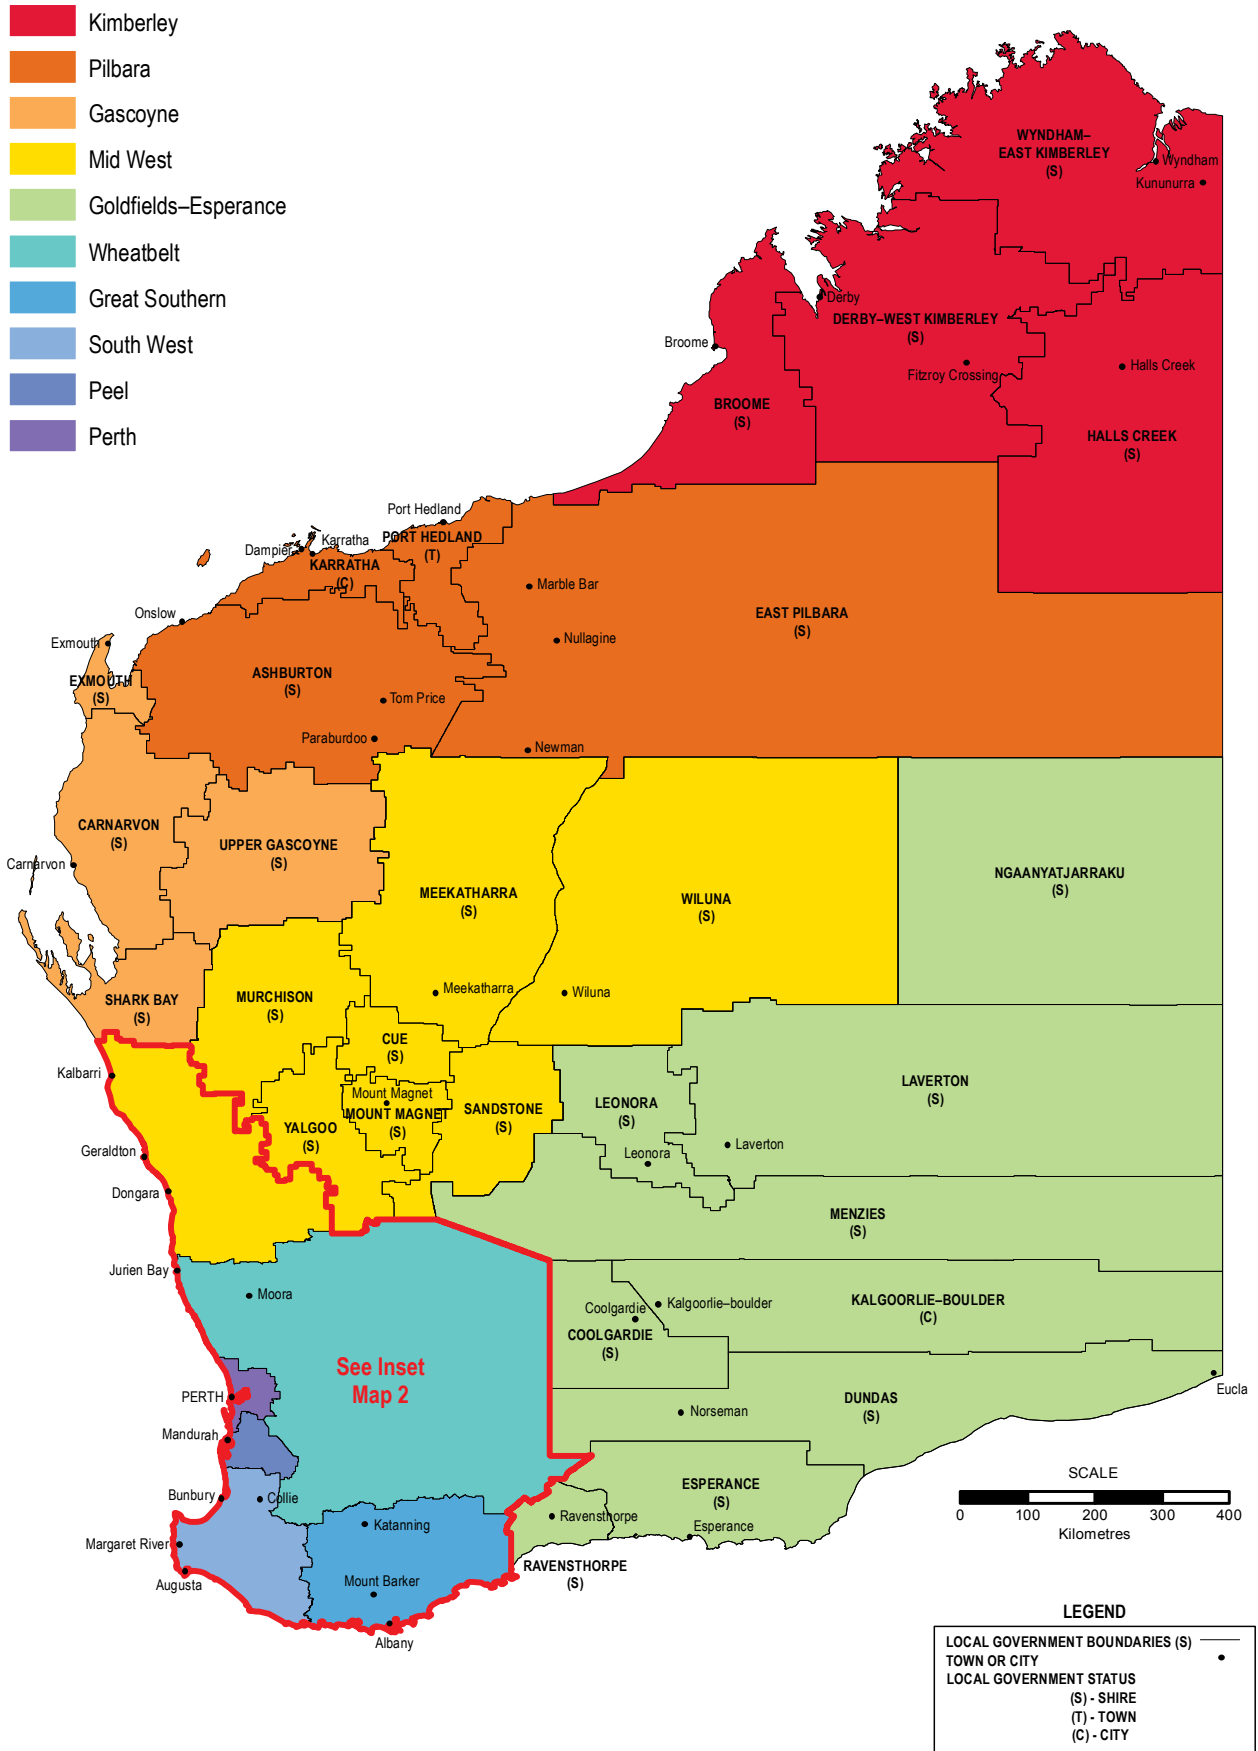 Kimberley
Pilbara
Gascoyne
Mid West
Goldfields–Esperance
Wheatbelt
Great Southern
South West
Peel
Perth
WYNDHAM–
EAST KIMBERLEY
(S)
Wyndham
Kununurra
Derby
DERBY–WEST KIMBERLEY
(S)
Broome
Fitzroy Crossing
Halls Creek
BROOME
(S)
HALLS CREEK
(S)
Port Hedland
PORT HEDLAND
(T)
Dampier
Karratha
KARRATHA
(C)
Marble Bar
EAST PILBARA
(S)
Onslow
Nullagine
Exmouth
EXMOUTH
(S)
ASHBURTON
(S)
Tom Price
Paraburdoo
Newman
CARNARVON
(S)
UPPER GASCOYNE
(S)
Carnarvon
MEEKATHARRA
(S)
WILUNA
(S)
NGAANYATJARRAKU
(S)
SHARK BAY
(S)
MURCHISON
(S)
Meekatharra
Wiluna
CUE
(S)
Kalbarri
Mount Magnet
MOUNT MAGNET
(S)
YALGOO
(S)
SANDSTONE
(S)
LEONORA
(S)
LAVERTON
(S)
Geraldton
Leonora
Laverton
Dongara
MENZIES
(S)
Jurien Bay
Moora
Coolgardie
Kalgoorlie–boulder
KALGOORLIE–BOULDER
(C)
COOLGARDIE
(S)
See Inset
Map 2
PERTH
DUNDAS
(S)
Eucla
Norseman
Mandurah
Bunbury
Collie
ESPERANCE
(S)
Ravensthorpe
Esperance
Katanning
Margaret River
RAVENSTHORPE
(S)
Augusta
Mount Barker
Albany
SCALE
0 100 200 300 400
Kilometres
LEGEND
LOCAL GOVERNMENT BOUNDARIES (S)
TOWN OR CITY
LOCAL GOVERNMENT STATUS
(S) - SHIRE
(T) - TOWN
(C) - CITY